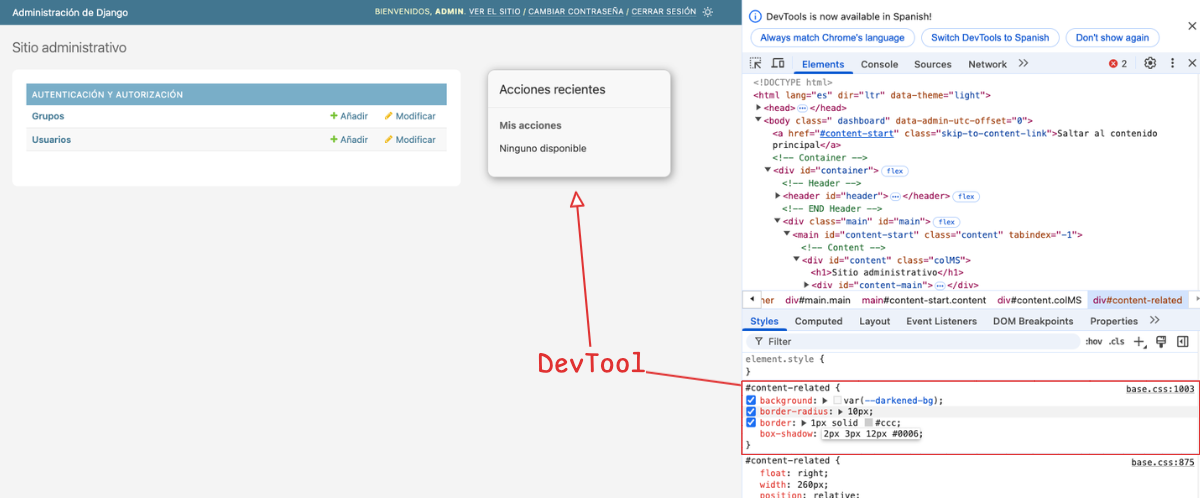 Administración de Django
BIENVENIDOS, ADMIN. VER EL SITIO / CAMBIAR CONTRASEÑA / CERRAR SESIÓN
Sitio administrativo
AUTENTICACIÓN Y AUTORIZACIÓN
Grupos Añadir Modificar
Usuarios Añadir Modificar
Acciones recientes
Mis acciones
Ninguno disponible
DevTool
DevTools is now available in Spanish!
Always match Chrome's language Switch DevTools to Spanish Don't show again
Elements Console Sources Network 2
<!DOCTYPE html>
<html lang="es" dir="ltr" data-theme="light">
<head> … </head>
<body class=" dashboard" data-admin-utc-offset="0">
<a href="#content-start" class="skip-to-content-link">Saltar al contenido
principal</a>
<!-- Container -->
<div id="container"> flex
<!-- Header -->
<header id="header"> … </header> flex
<!-- END Header -->
<div class="main" id="main"> flex
<main id="content-start" class="content" tabindex="-1">
<!-- Content -->
<div id="content" class="colMS">
<h1>Sitio administrativo</h1>
<div id="content-main"> … </div>
ner div#main.main main#content-start.content div#content.colMS div#content-related
Styles Computed Layout Event Listeners DOM Breakpoints Properties
Filter :hov .cls
element.style {
}
#content-related { base.css:1003
background: var(--darkened-bg);
border-radius: 10px;
border: 1px solid #ccc;
box-shadow: 2px 3px 12px #0006;
}
#content-related { base.css:875
float: right;
width: 260px;
position: relative;